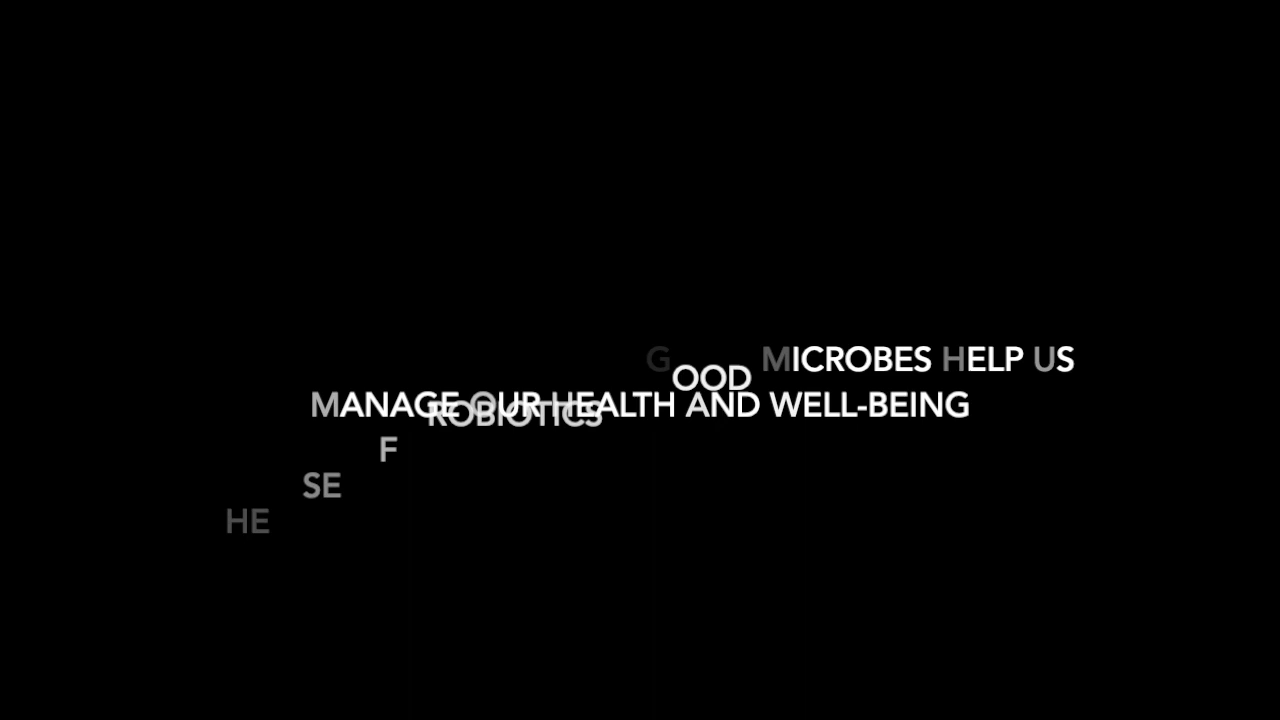 GOOD MICROBES HELP US
MANAGE OUR HEALTH AND WELL-BEING
ROBIOTICS
F
SE
HE